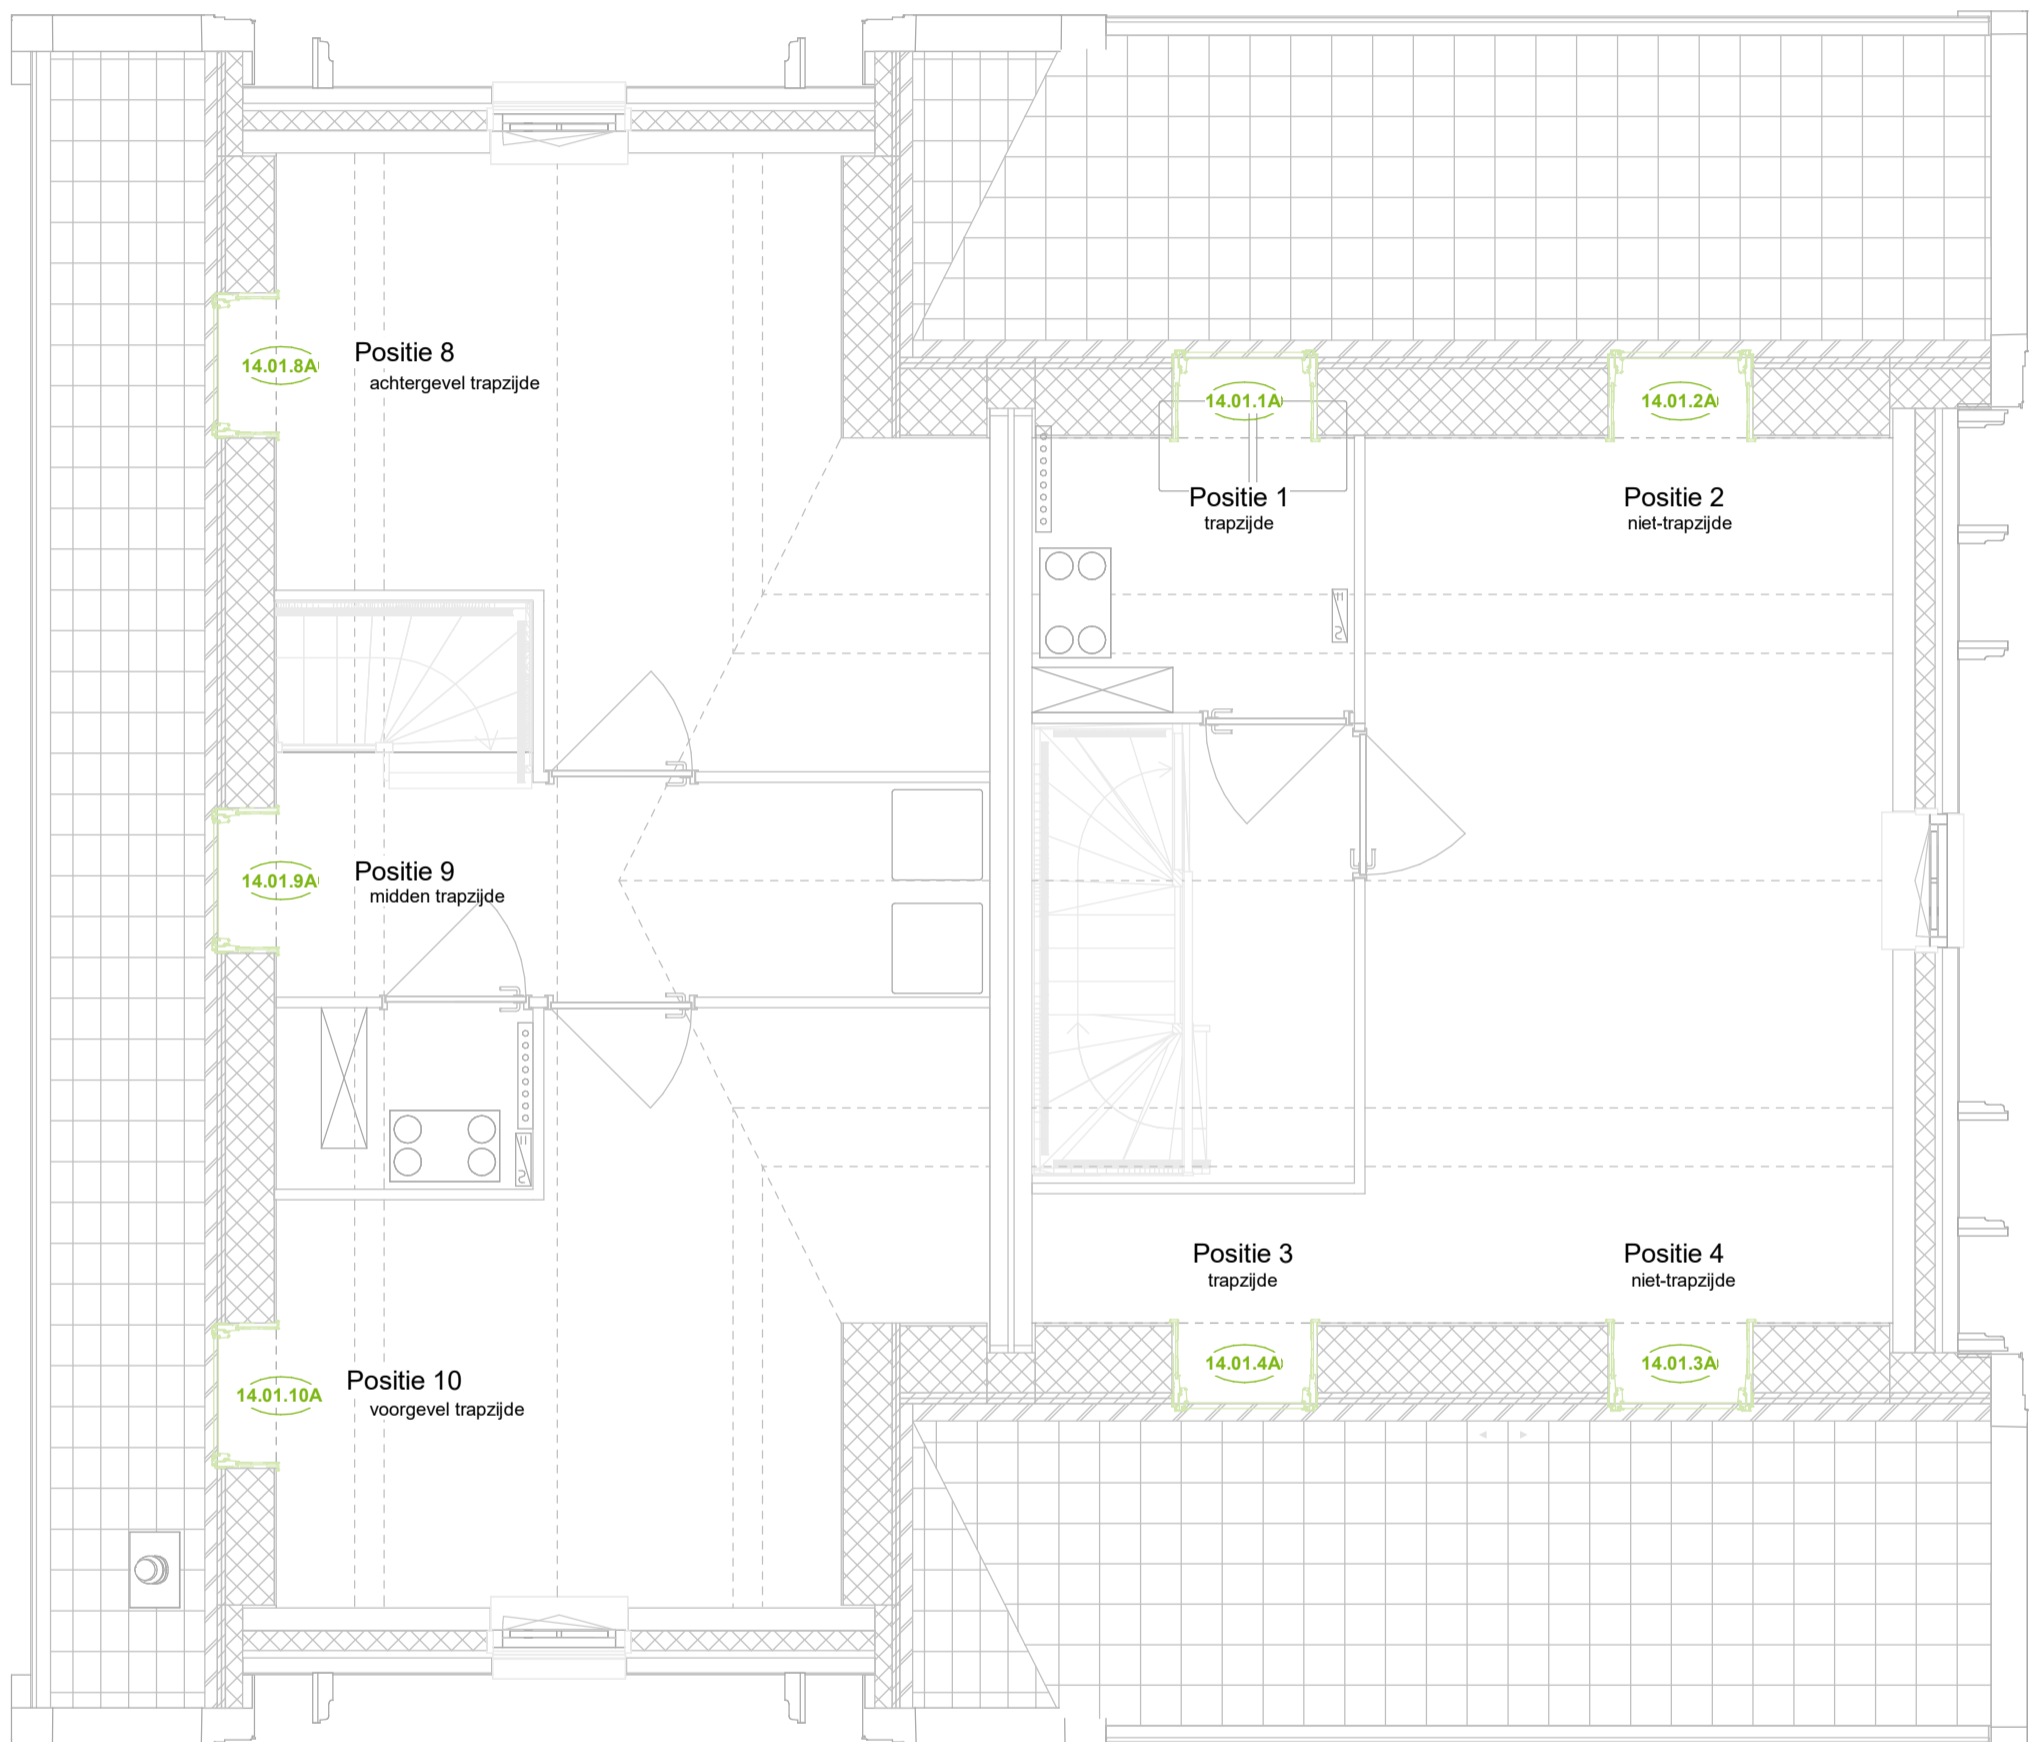 Positie 8
14.01.8A
achtergevel trapzijde
14.01.1A
14.01.2A
Positie 1
trapzijde
Positie 2
niet-trapzijde
Positie 9
14.01.9A
midden trapzijde
Positie 3
trapzijde
Positie 4
niet-trapzijde
14.01.4A
14.01.3A
Positie 10
14.01.10A
voorgevel trapzijde